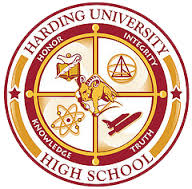 HARDING UNIVERSITY
HONOR
INTEGRITY
KNOWLEDGE
TRUTH
HIGH SCHOOL